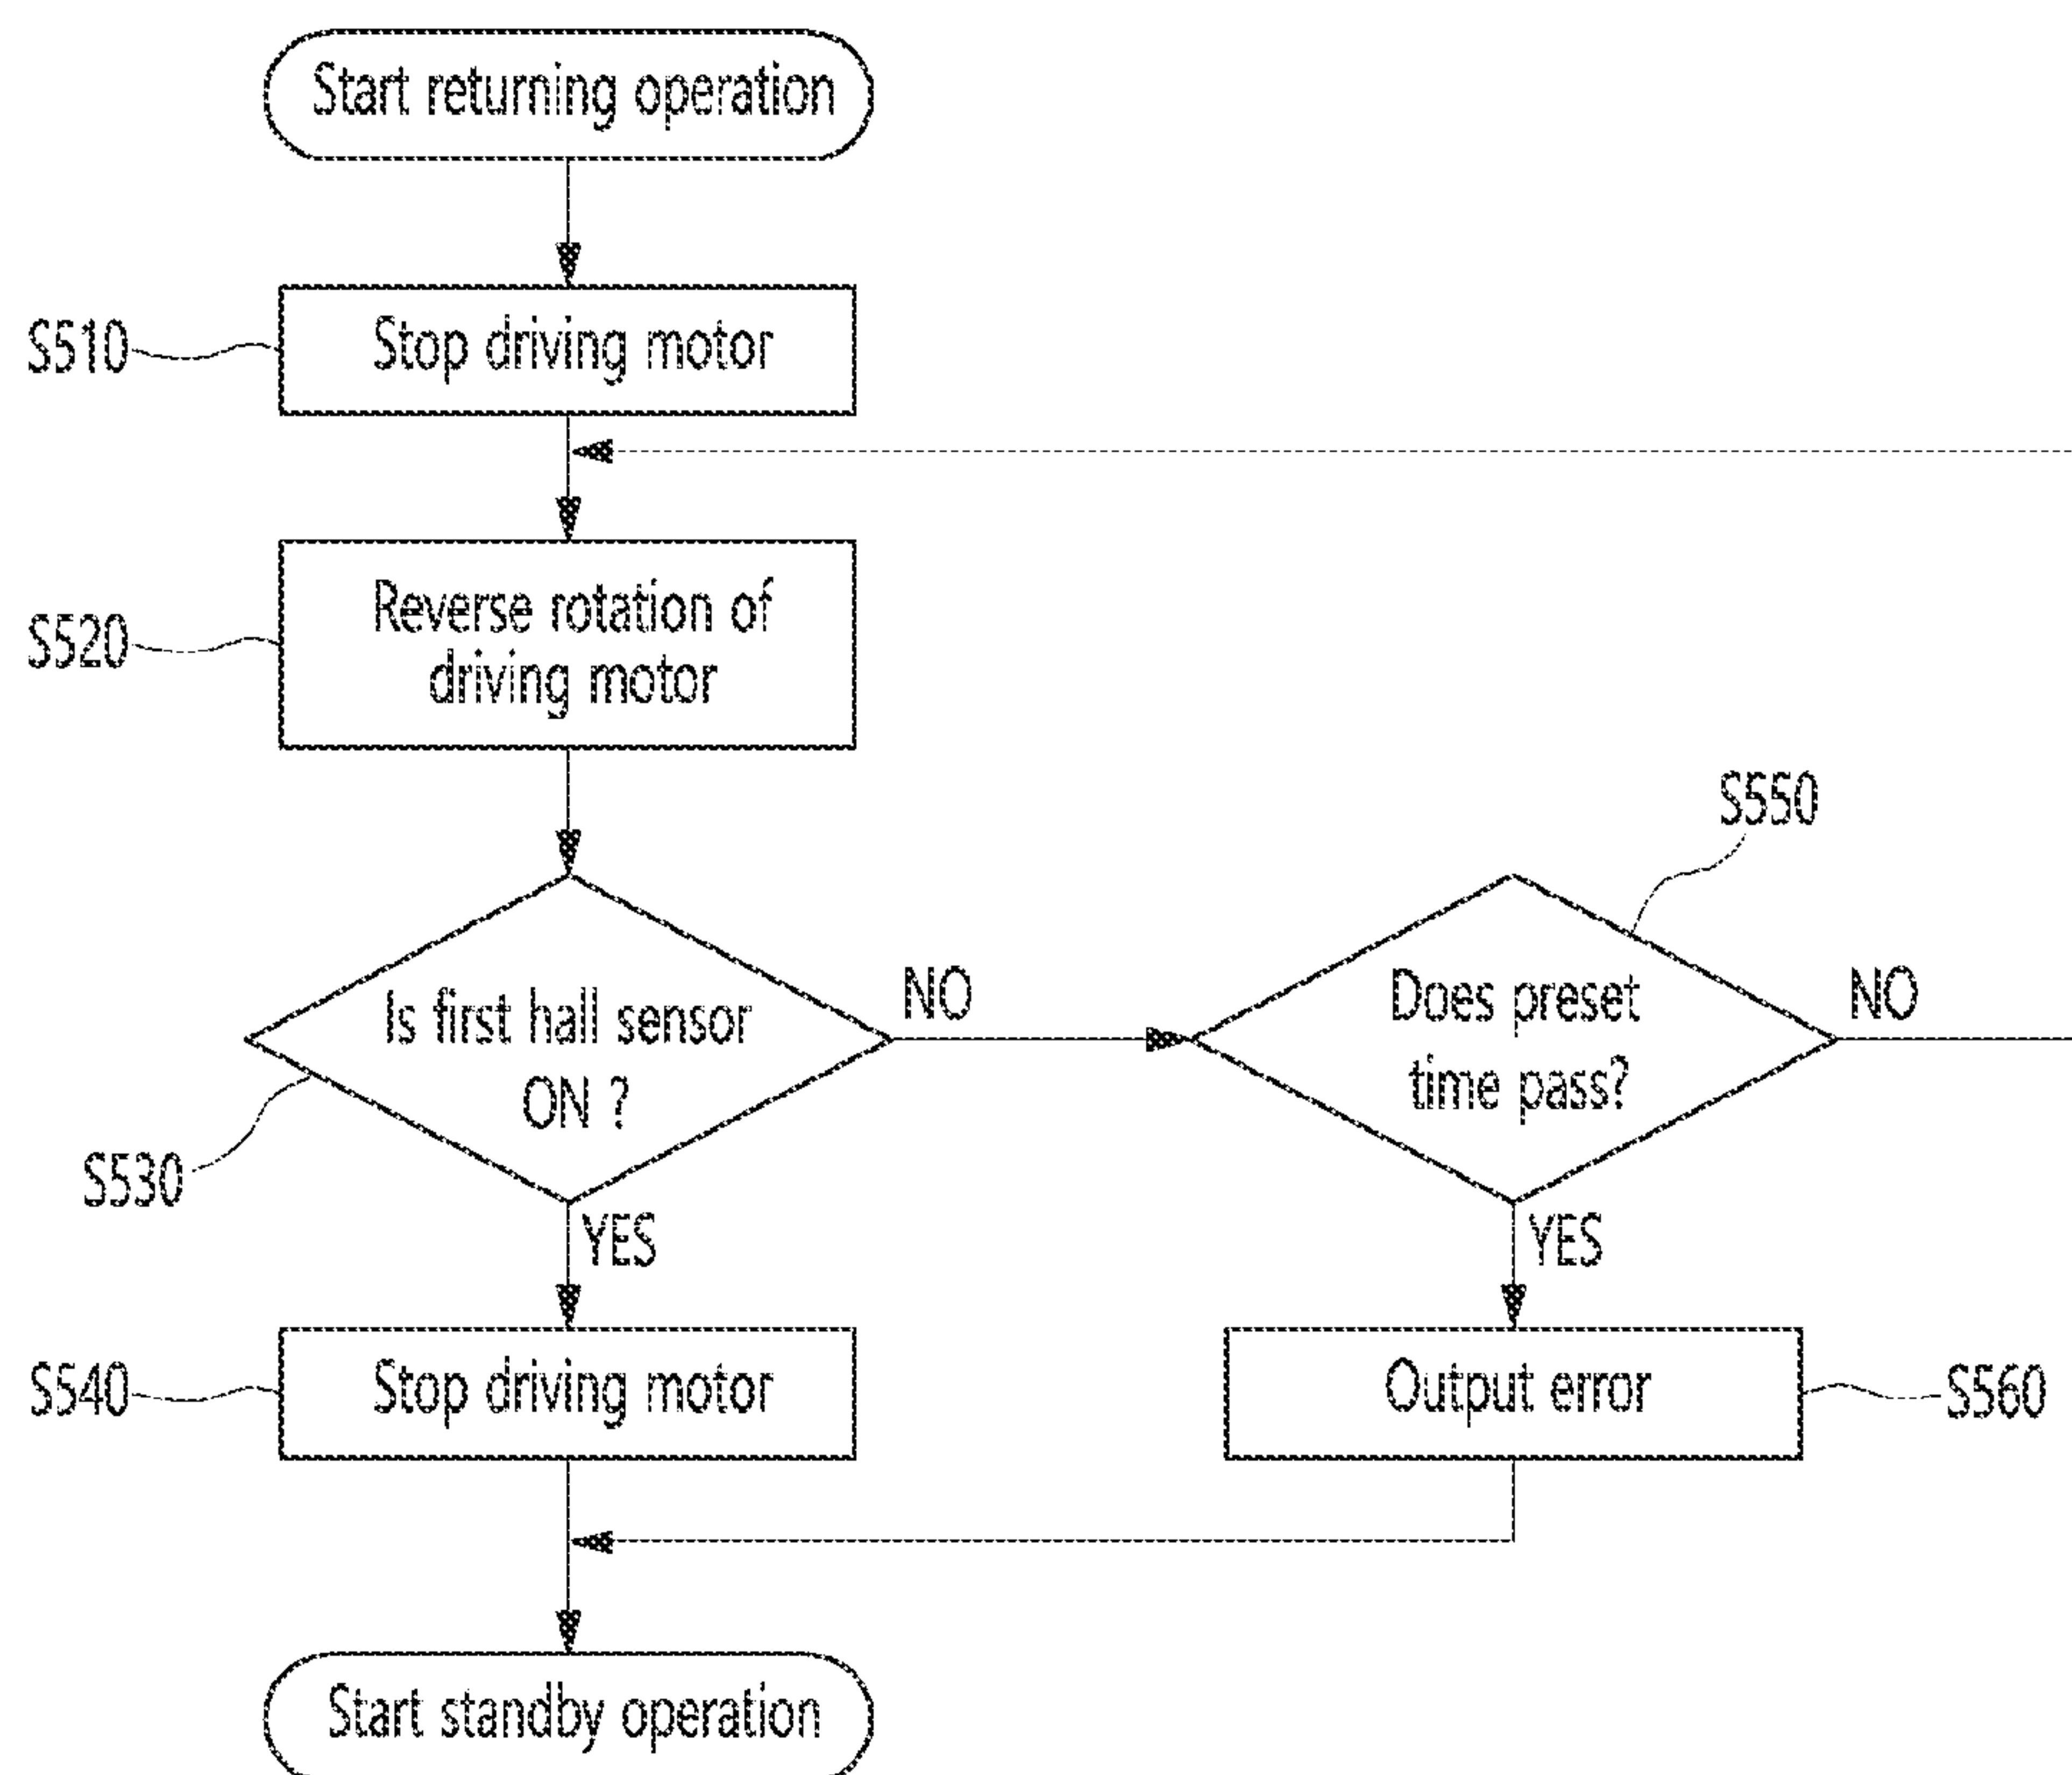 Start returning operation
S510
Stop driving motor
S520
Reverse rotation of
driving motor
S550
Is first hall sensor
ON ?
NO
Does preset
time pass?
NO
S530
YES
YES
S540
Stop driving motor
Output error
S560
Start standby operation